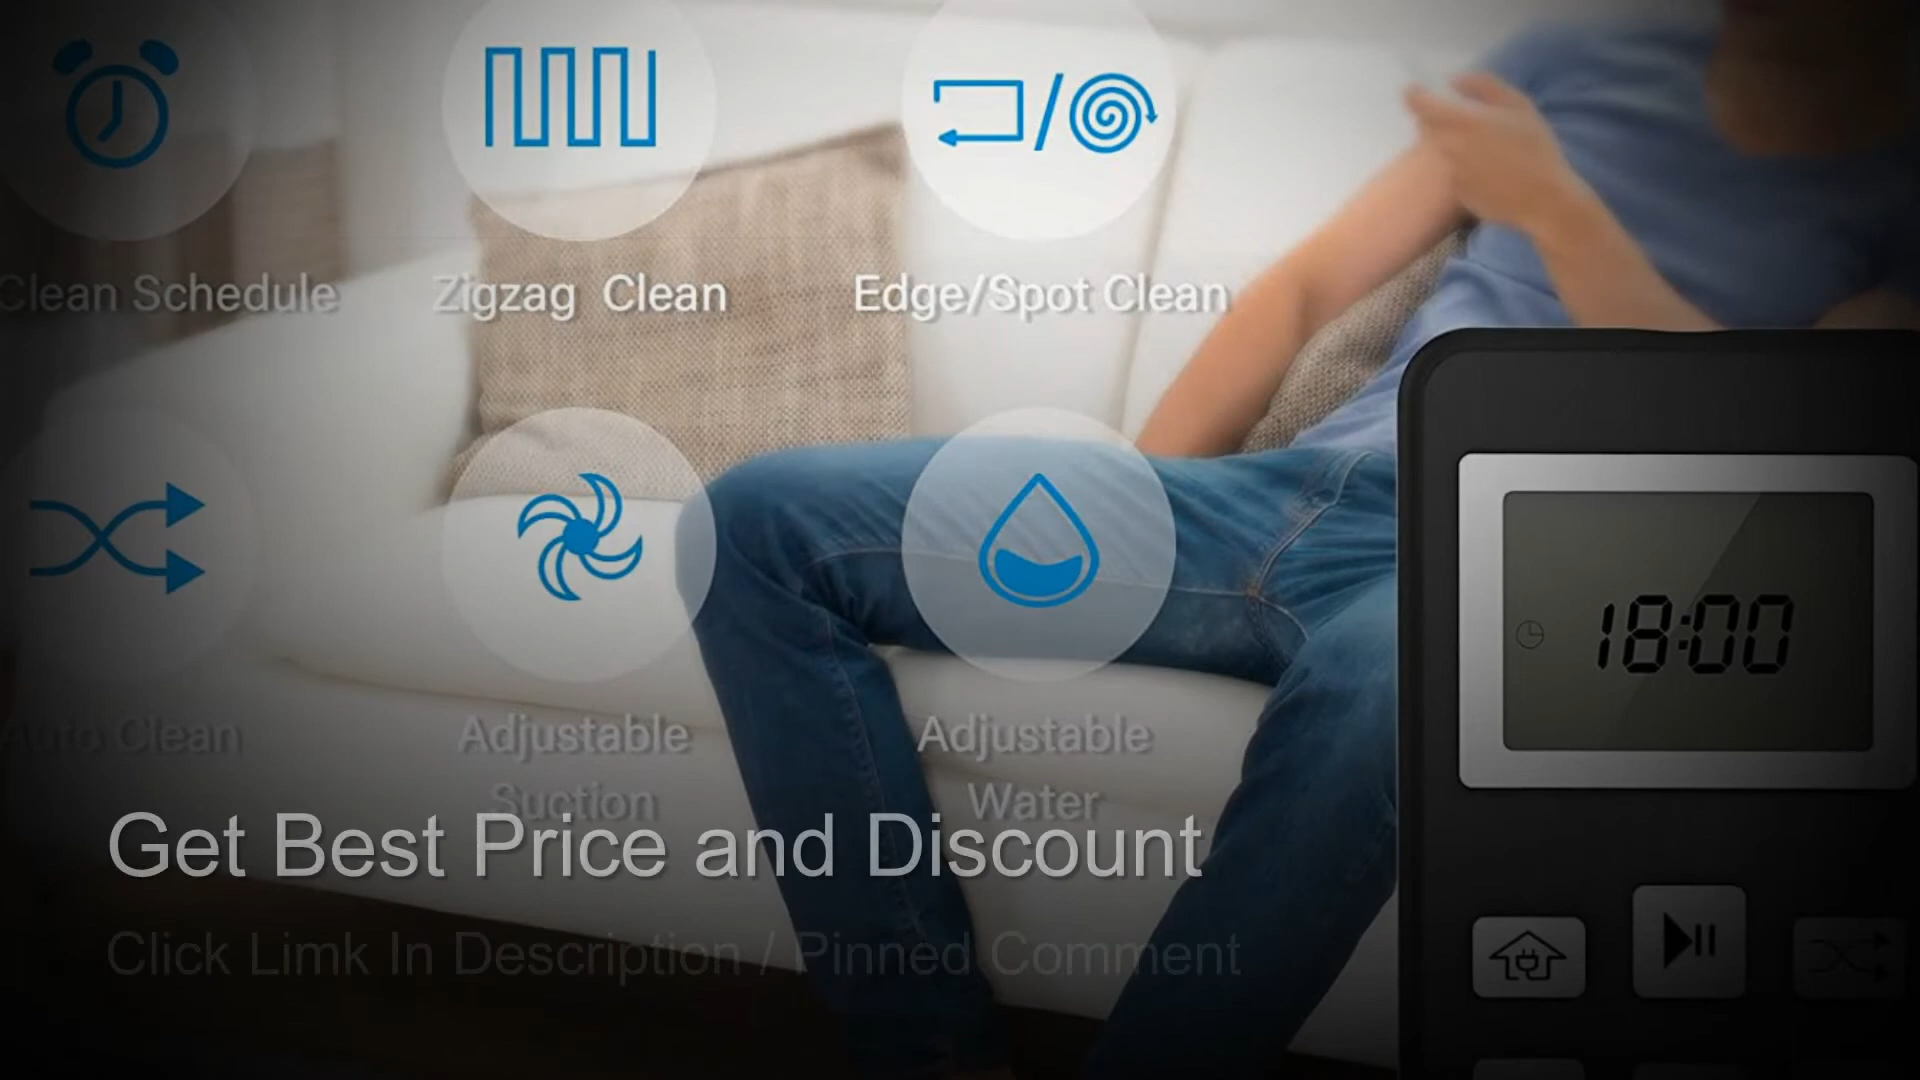 Clean Schedule
Zigzag Clean
Edge/Spot Clean
18:00
Auto Clean
Adjustable
Suction
Adjustable
Water
Get Best Price and Discount
Click Limk In Description / Pinned Comment